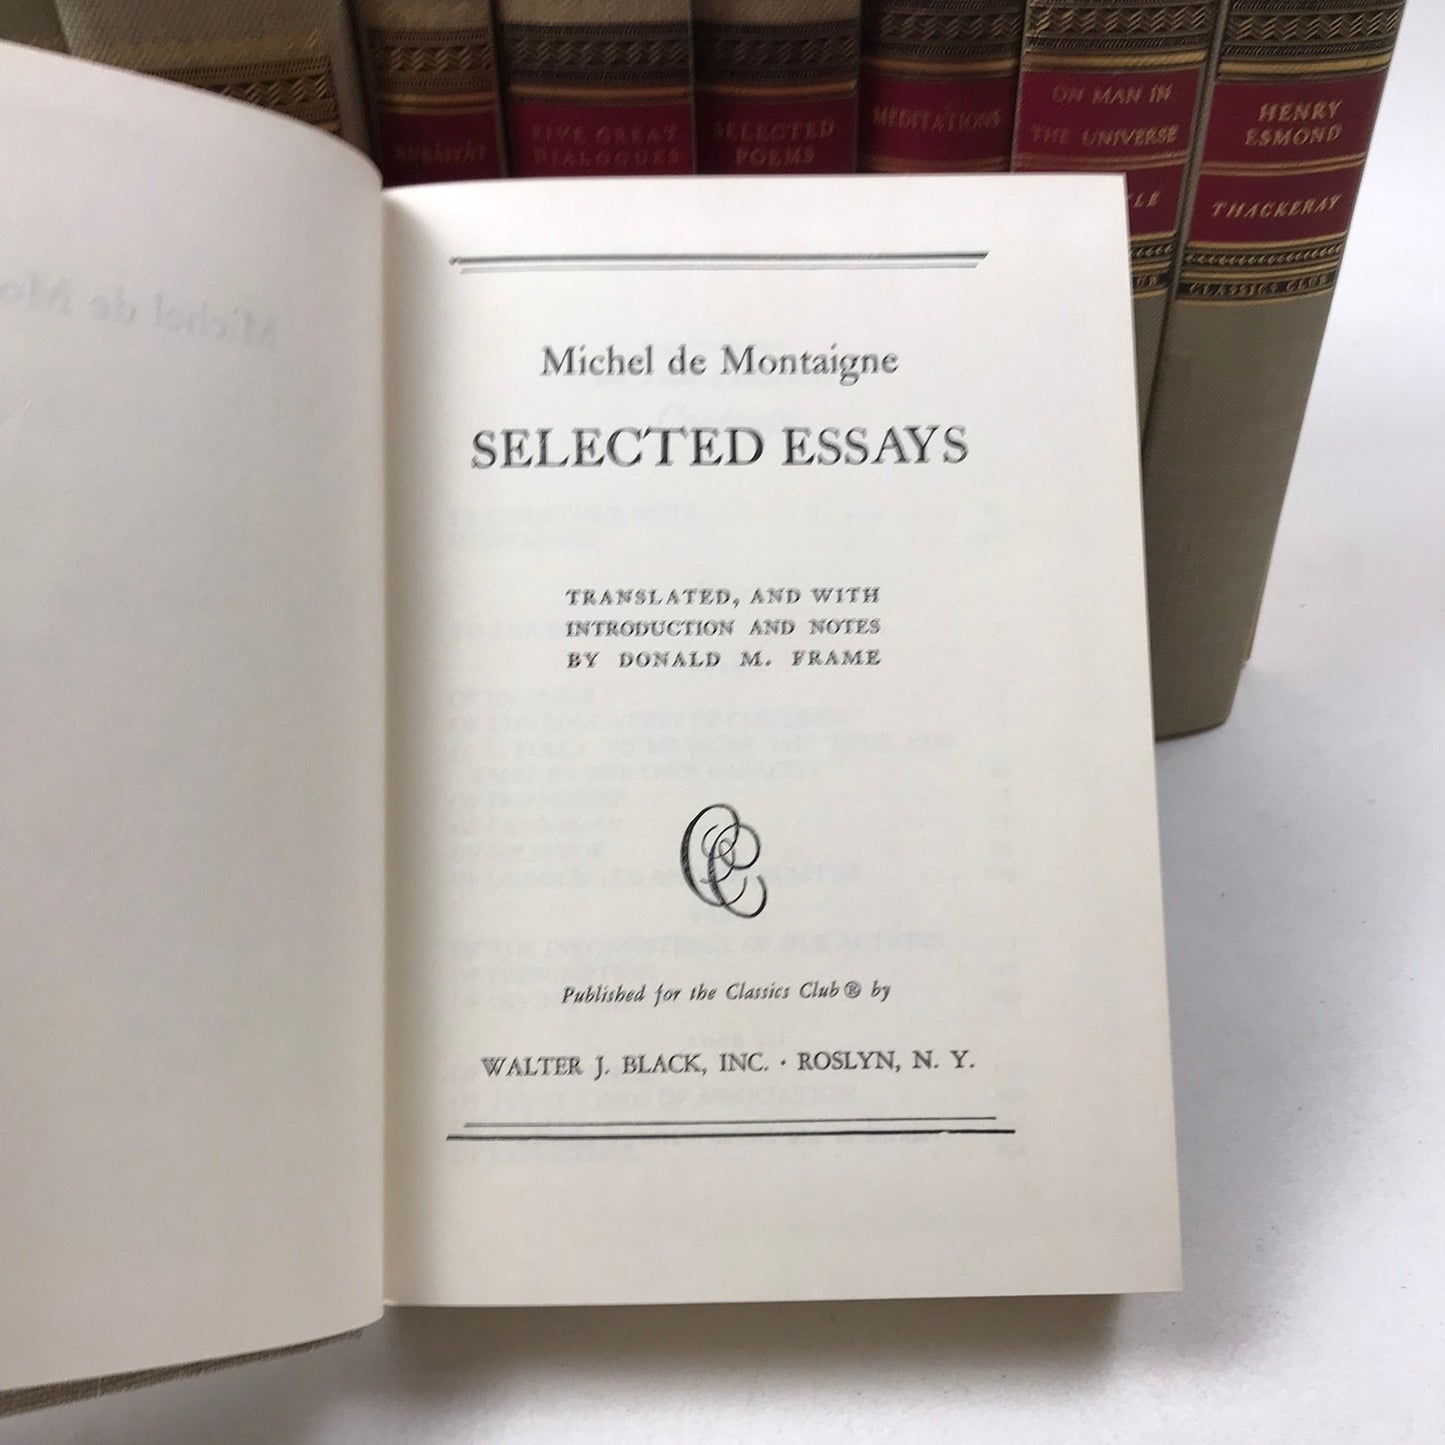 RUBÁIYÁT
FIVE GREAT
DIALOGUES
SELECTED
POEMS
MEDITATIONS
ON MAN IN
THE UNIVERSE
HENRY
ESMOND
THACKERAY
CLASSICS CLUB
Michel de Montaigne
SELECTED ESSAYS
TRANSLATED, AND WITH
INTRODUCTION AND NOTES
BY DONALD M. FRAME
Published for the Classics Club® by
WALTER J. BLACK, INC. · ROSLYN, N. Y.